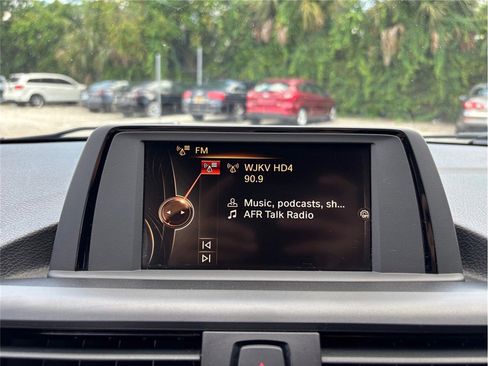 FM
WJKV HD4
90.9
Music, podcasts, sh...
AFR Talk Radio